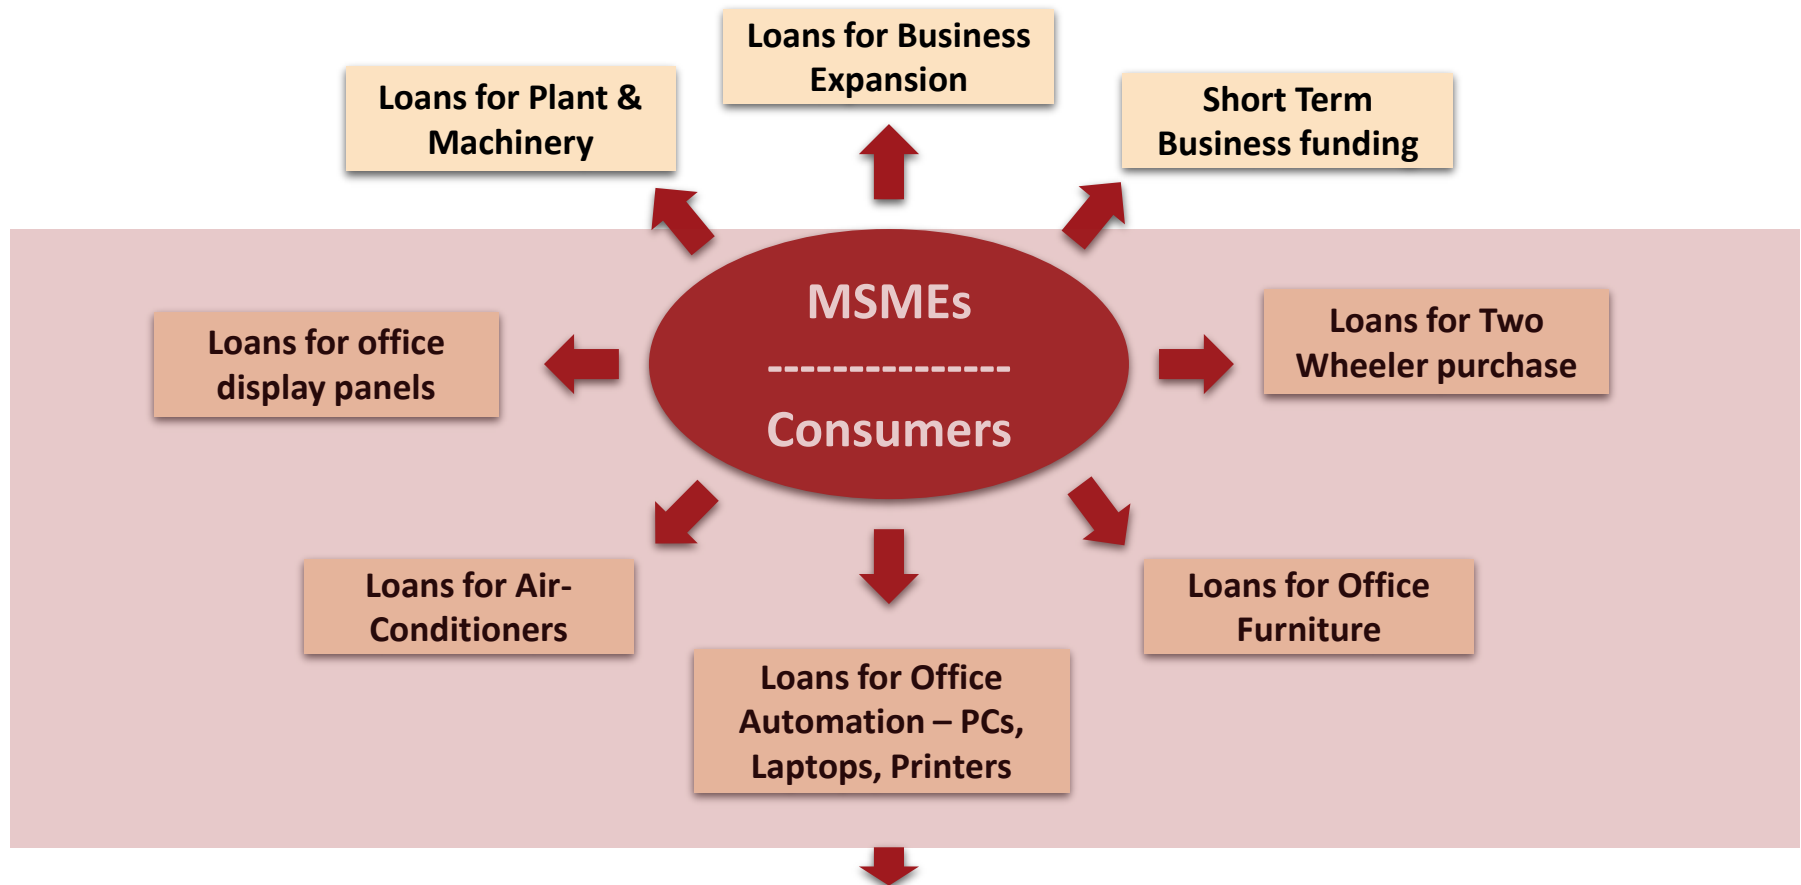 Loans for Business
Expansion
Loans for Plant &
Machinery
Short Term
Business funding
MSMEs
---------------
Consumers
Loans for office
display panels
Loans for Two
Wheeler purchase
Loans for Air-
Conditioners
Loans for Office
Furniture
Loans for Office
Automation – PCs,
Laptops, Printers